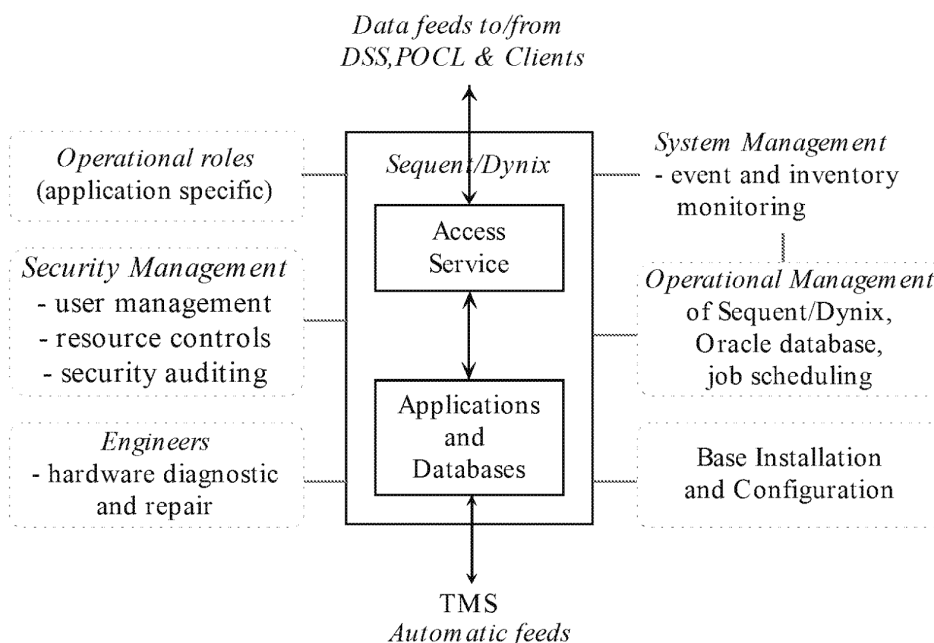 Data feeds to/from
DSS,POCL & Clients
Operational roles
(application specific)
Security Management
- user management
- resource controls
- security auditing
Engineers
- hardware diagnostic
and repair
Sequent/Dynix
Access
Service
Applications
and
Databases
System Management
- event and inventory
monitoring
Operational Management
of Sequent/Dynix,
Oracle database,
job scheduling
Base Installation
and Configuration
TMS
Automatic feeds